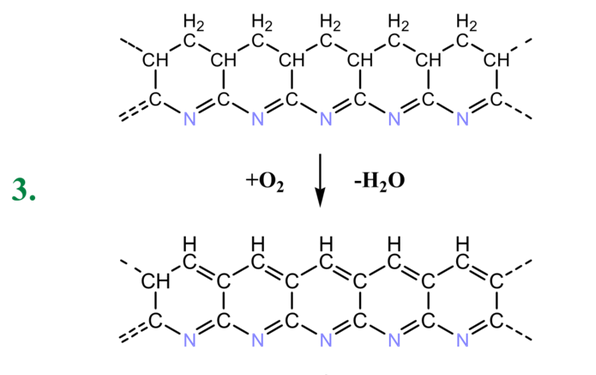 H2 H2 H2 H2 H2
C C C C C
CH CH CH CH CH CH
C C C C C C
N N N N N
3.
+O2 -H2O
H H H H H
C C C C C
CH C C C C C
C C C C C C
N N N N N